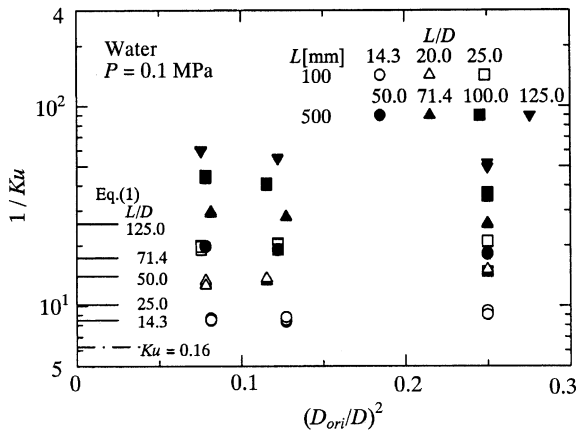 4
Water
P = 0.1 MPa
L/D
L[mm] 14.3 20.0 25.0
100
50.0 71.4 100.0 125.0
500
10²
1 / Ku
Eq.(1)
L/D
125.0
71.4
50.0
25.0
10¹
14.3
Ku = 0.16
5
0 0.1 0.2 0.3
(D_ori/D)²